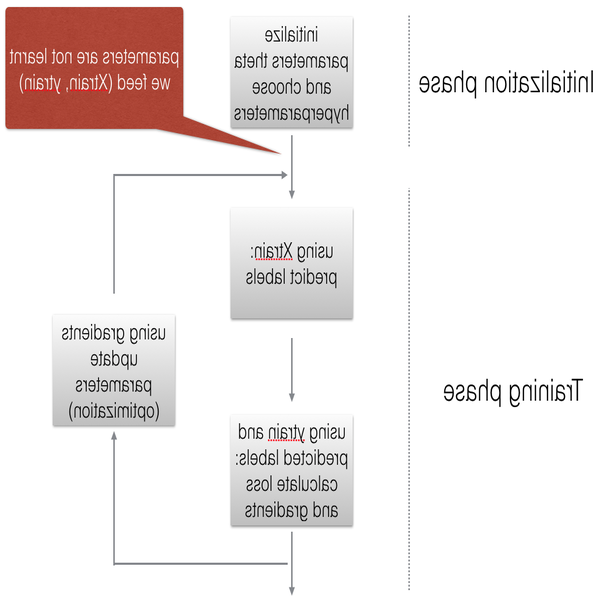 parameters are not learnt
we feed (Xtrain, ytrain)
initialize
parameters theta
and choose
hyperparameters
Initialization phase
using Xtrain:
predict labels
using gradients
update
parameters
(optimization)
Training phase
using ytrain and
predicted labels:
calculate loss
and gradients